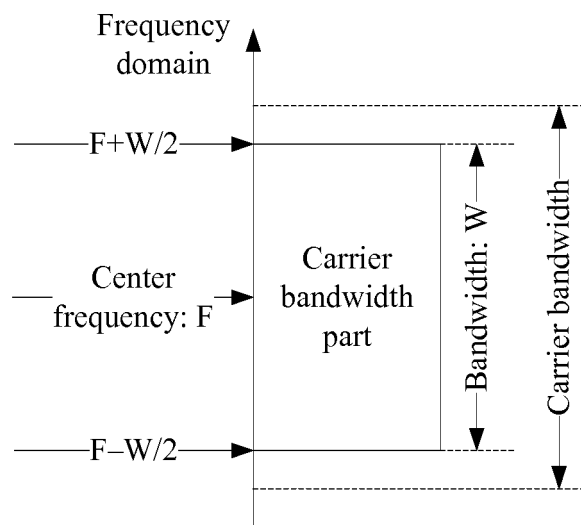 Frequency
domain
F+W/2
Center
frequency: F
F–W/2
Carrier
bandwidth
part
Bandwidth: W
Carrier bandwidth